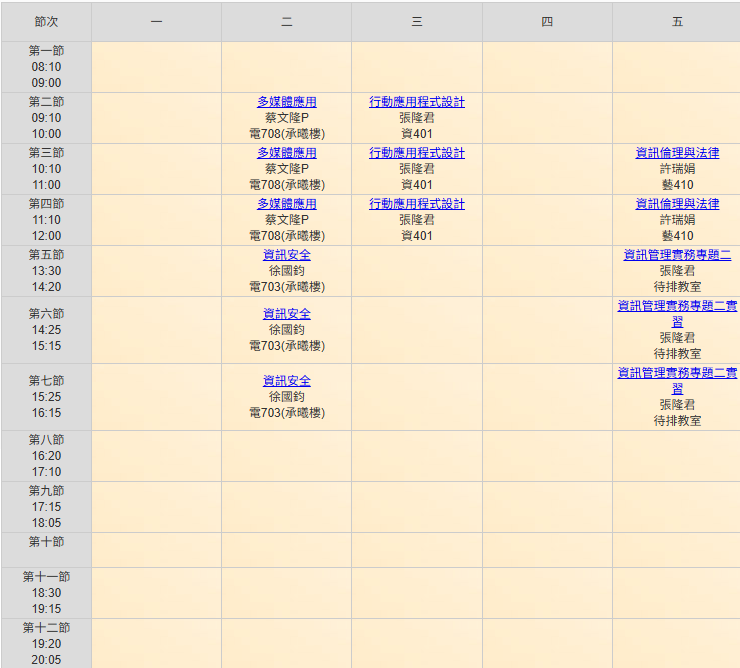 節次 一 二 三 四 五
第一節
08:10
09:00
第二節 多媒體應用 行動應用程式設計
09:10 蔡文隆P 張隆君
10:00 電708(承曦樓) 資401
第三節 多媒體應用 行動應用程式設計 資訊倫理與法律
10:10 蔡文隆P 張隆君 許瑞娟
11:00 電708(承曦樓) 資401 藝410
第四節 多媒體應用 行動應用程式設計 資訊倫理與法律
11:10 蔡文隆P 張隆君 許瑞娟
12:00 電708(承曦樓) 資401 藝410
第五節 資訊安全 資訊管理實務專題二
13:30 徐國鈞 張隆君
14:20 電703(承曦樓) 待排教室
資訊管理實務專題二實
第六節 資訊安全 習
14:25 徐國鈞 張隆君
15:15 電703(承曦樓) 待排教室
資訊管理實務專題二實
第七節 資訊安全 習
15:25 徐國鈞 張隆君
16:15 電703(承曦樓) 待排教室
第八節
16:20
17:10
第九節
17:15
18:05
第十節
第十一節
18:30
19:15
第十二節
19:20
20:05